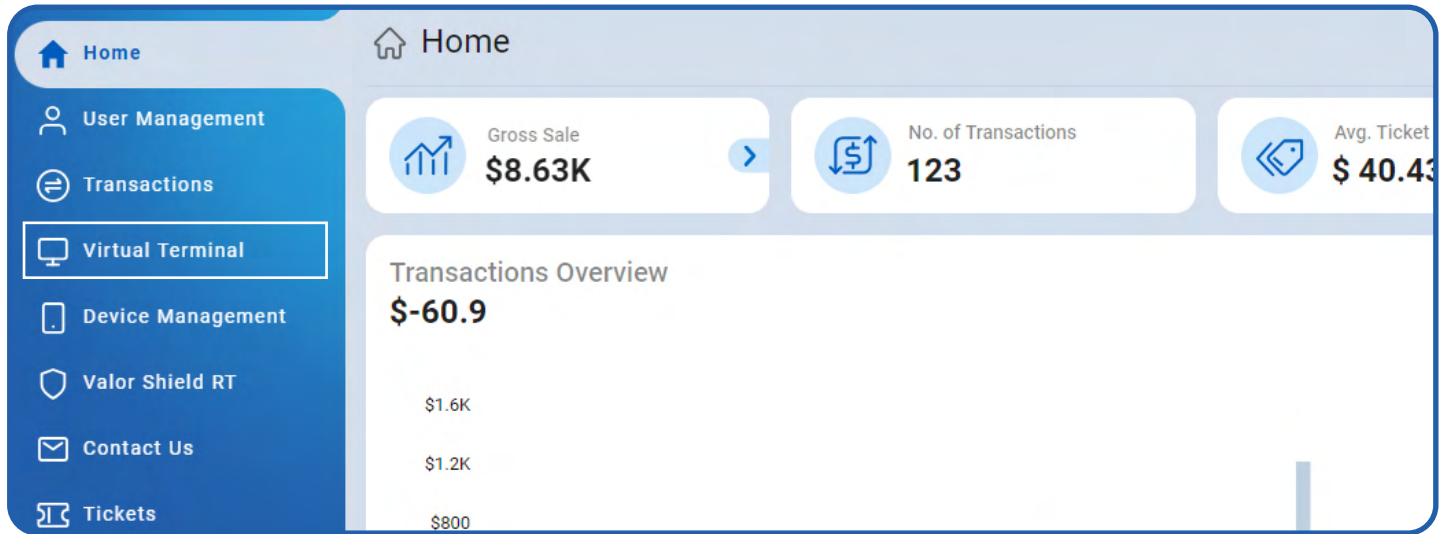 Home
User Management
Transactions
Virtual Terminal
Device Management
Valor Shield RT
Contact Us
Tickets
Home
Gross Sale
$8.63K
No. of Transactions
123
Avg. Ticket
$ 40.43
Transactions Overview
$-60.9
$1.6K
$1.2K
$800